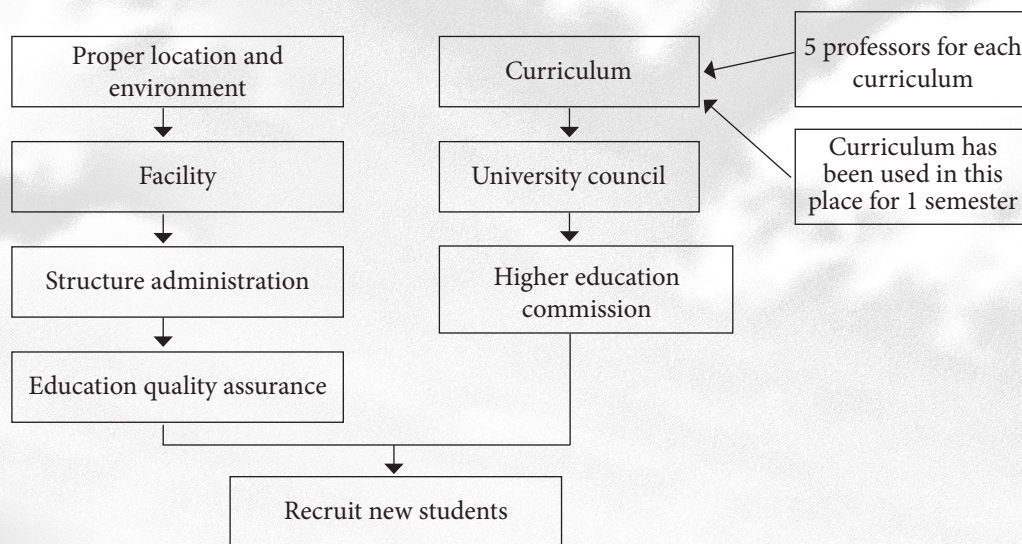 Proper location and
environment
Facility
Structure administration
Education quality assurance
Curriculum
University council
Higher education
commission
5 professors for each
curriculum
Curriculum has
been used in this
place for 1 semester
Recruit new students